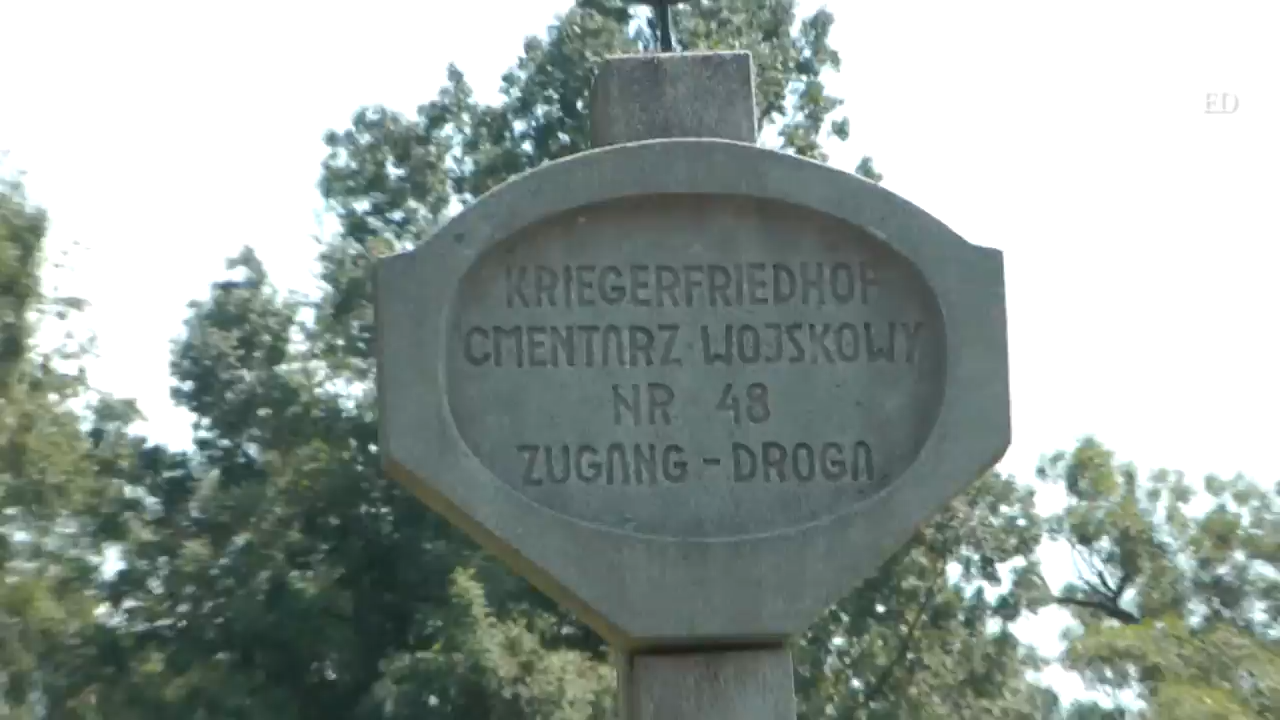 ED
KRIEGERFRIEDHOF
CMENTARZ WOJSKOWY
NR 48
ZUGANG - DROGA